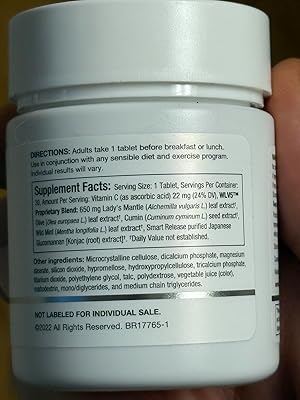 DIRECTIONS: Adults take 1 tablet before breakfast or lunch.
Use in conjunction with any sensible diet and exercise program.
Individual results will vary.
Supplement Facts: Serving Size: 1 Tablet, Servings Per Container:
30, Amount Per Serving: Vitamin C (as ascorbic acid) 22 mg (24% DV), WLV5™
Proprietary Blend: 650 mg Lady's Mantle (Alchemilla vulgaris L.) leaf extract†,
Olive (Olea europaea L.) leaf extract†, Cumin (Cuminum cyminum L.) seed extract†,
Wild Mint (Mentha longifolia L.) leaf extract†, Smart Release purified Japanese
Glucomannan [Konjac (root) extract]†. †Daily Value not established.
Other Ingredients: Microcrystalline cellulose, dicalcium phosphate, magnesium
stearate, silicon dioxide, hypromellose, hydroxypropylcellulose, tricalcium phosphate,
titanium dioxide, polyethylene glycol, talc, polydextrose, vegetable juice (color),
maltodextrin, mono/diglycerides, and medium chain triglycerides.
NOT LABELED FOR INDIVIDUAL SALE.
©2022 All Rights Reserved. BR17765-1